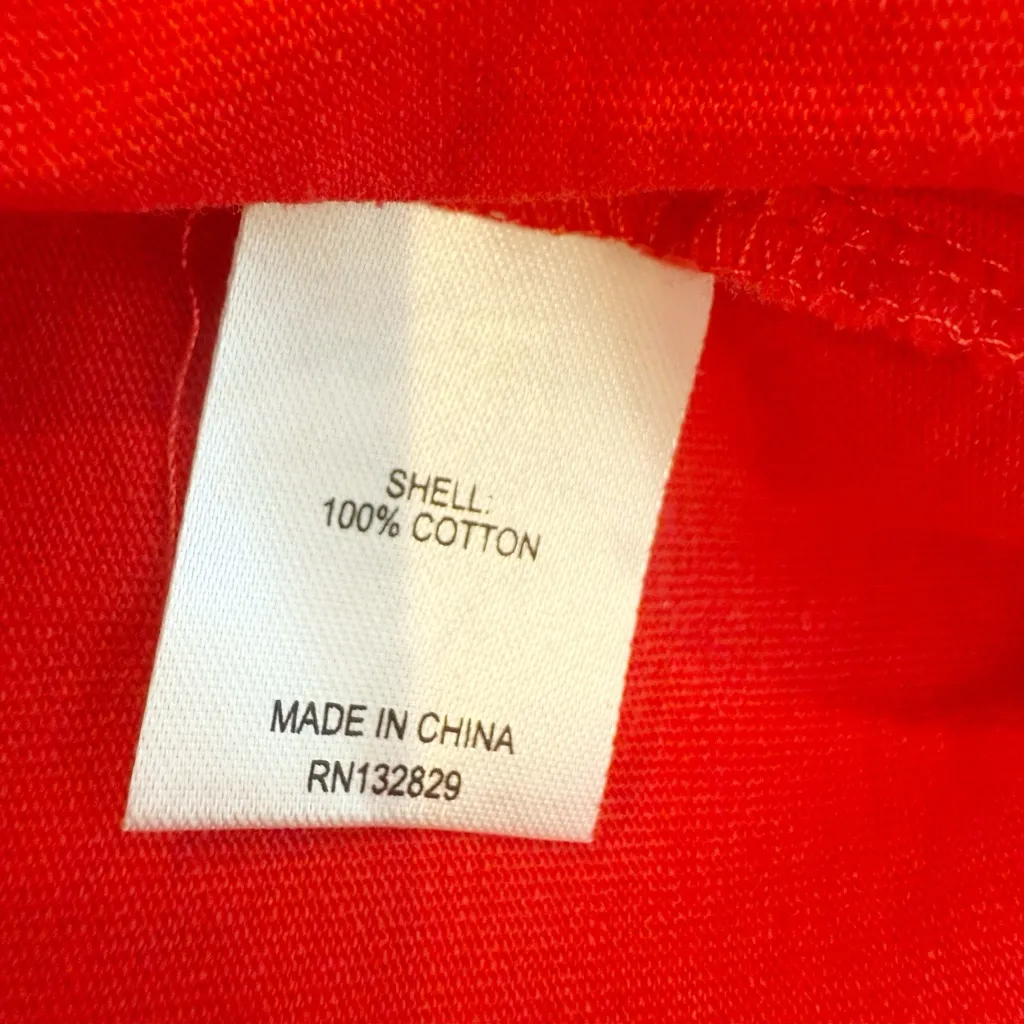 SHELL:
100% COTTON
MADE IN CHINA
RN132829